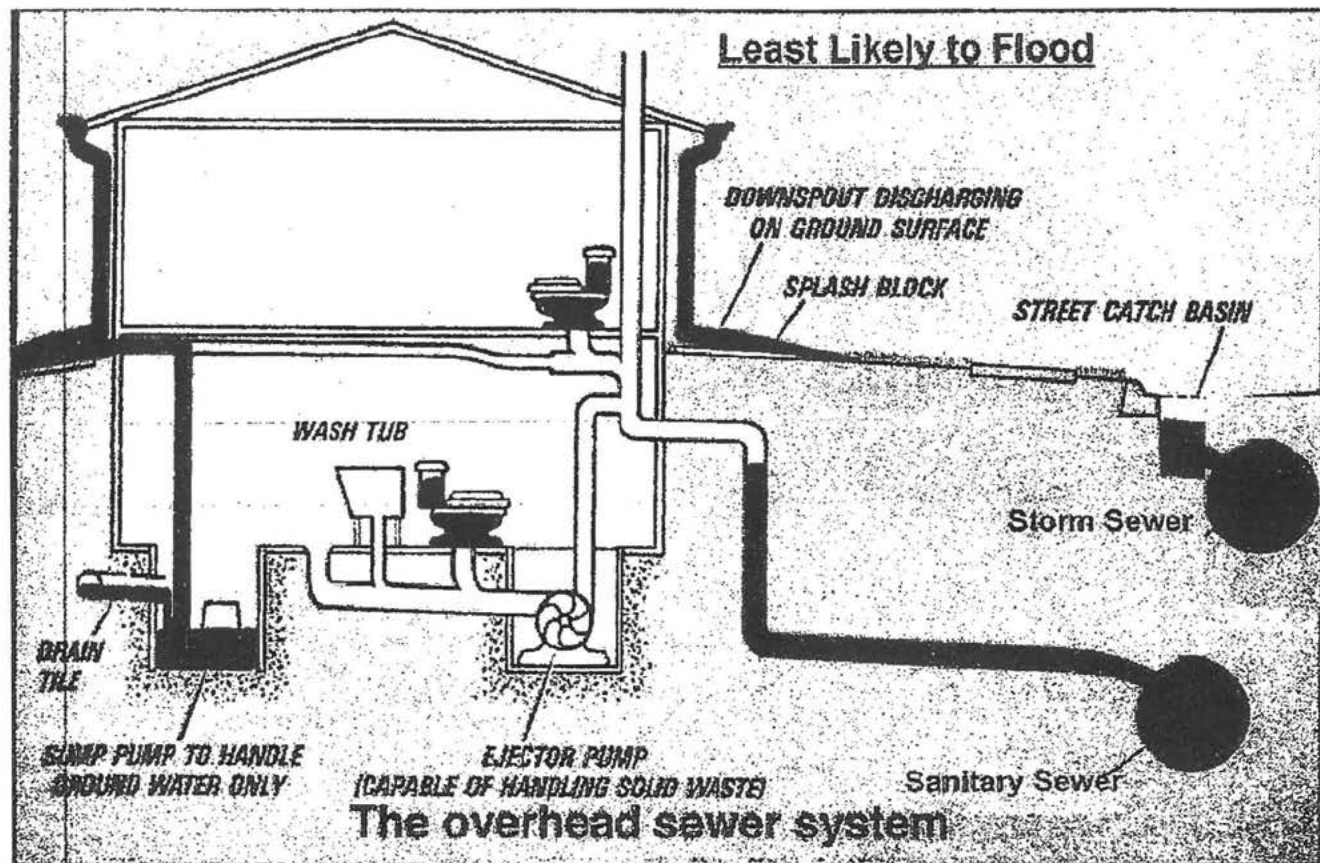 Least Likely to Flood
DOWNSPOUT DISCHARGING
ON GROUND SURFACE
SPLASH BLOCK
STREET CATCH BASIN
WASH TUB
Storm Sewer
DRAIN
TILE
SUMP PUMP TO HANDLE
GROUND WATER ONLY
EJECTOR PUMP
(CAPABLE OF HANDLING SOLID WASTE)
Sanitary Sewer
The overhead sewer system